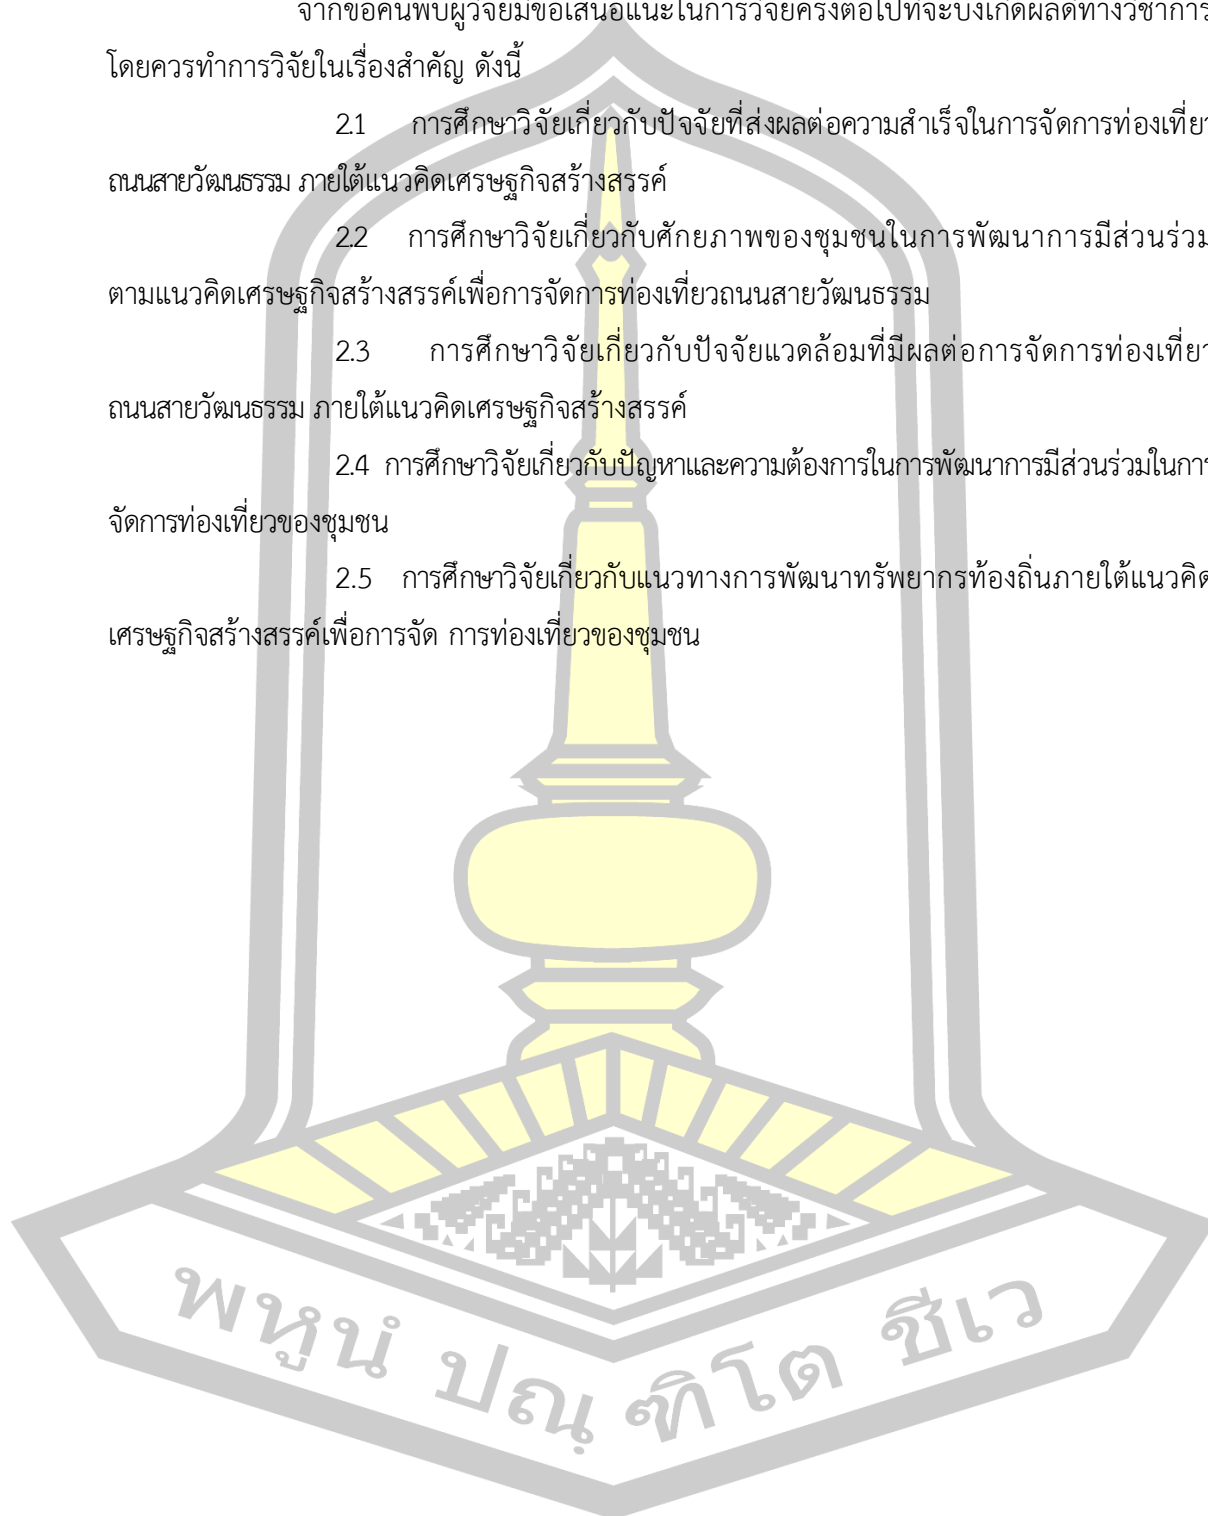 จากข้อค้นพบผู้วิจัยมีข้อเสนอแนะในการวิจัยครั้งต่อไปที่จะบังเกิดผลดีทางวิชาการ
โดยควรทำการวิจัยในเรื่องสำคัญ ดังนี้
2.1 การศึกษาวิจัยเกี่ยวกับปัจจัยที่ส่งผลต่อความสำเร็จในการจัดการท่องเที่ยว
ถนนสายวัฒนธรรม ภายใต้แนวคิดเศรษฐกิจสร้างสรรค์
2.2 การศึกษาวิจัยเกี่ยวกับศักยภาพของชุมชนในการพัฒนาการมีส่วนร่วม
ตามแนวคิดเศรษฐกิจสร้างสรรค์เพื่อการจัดการท่องเที่ยวถนนสายวัฒนธรรม
2.3 การศึกษาวิจัยเกี่ยวกับปัจจัยแวดล้อมที่มีผลต่อการจัดการท่องเที่ยว
ถนนสายวัฒนธรรม ภายใต้แนวคิดเศรษฐกิจสร้างสรรค์
2.4 การศึกษาวิจัยเกี่ยวกับปัญหาและความต้องการในการพัฒนาการมีส่วนร่วมในการ
จัดการท่องเที่ยวของชุมชน
2.5 การศึกษาวิจัยเกี่ยวกับแนวทางการพัฒนาทรัพยากรท้องถิ่นภายใต้แนวคิด
เศรษฐกิจสร้างสรรค์เพื่อการจัด การท่องเที่ยวของชุมชน
พหูนํ ปณฺฑิโต ชีเว